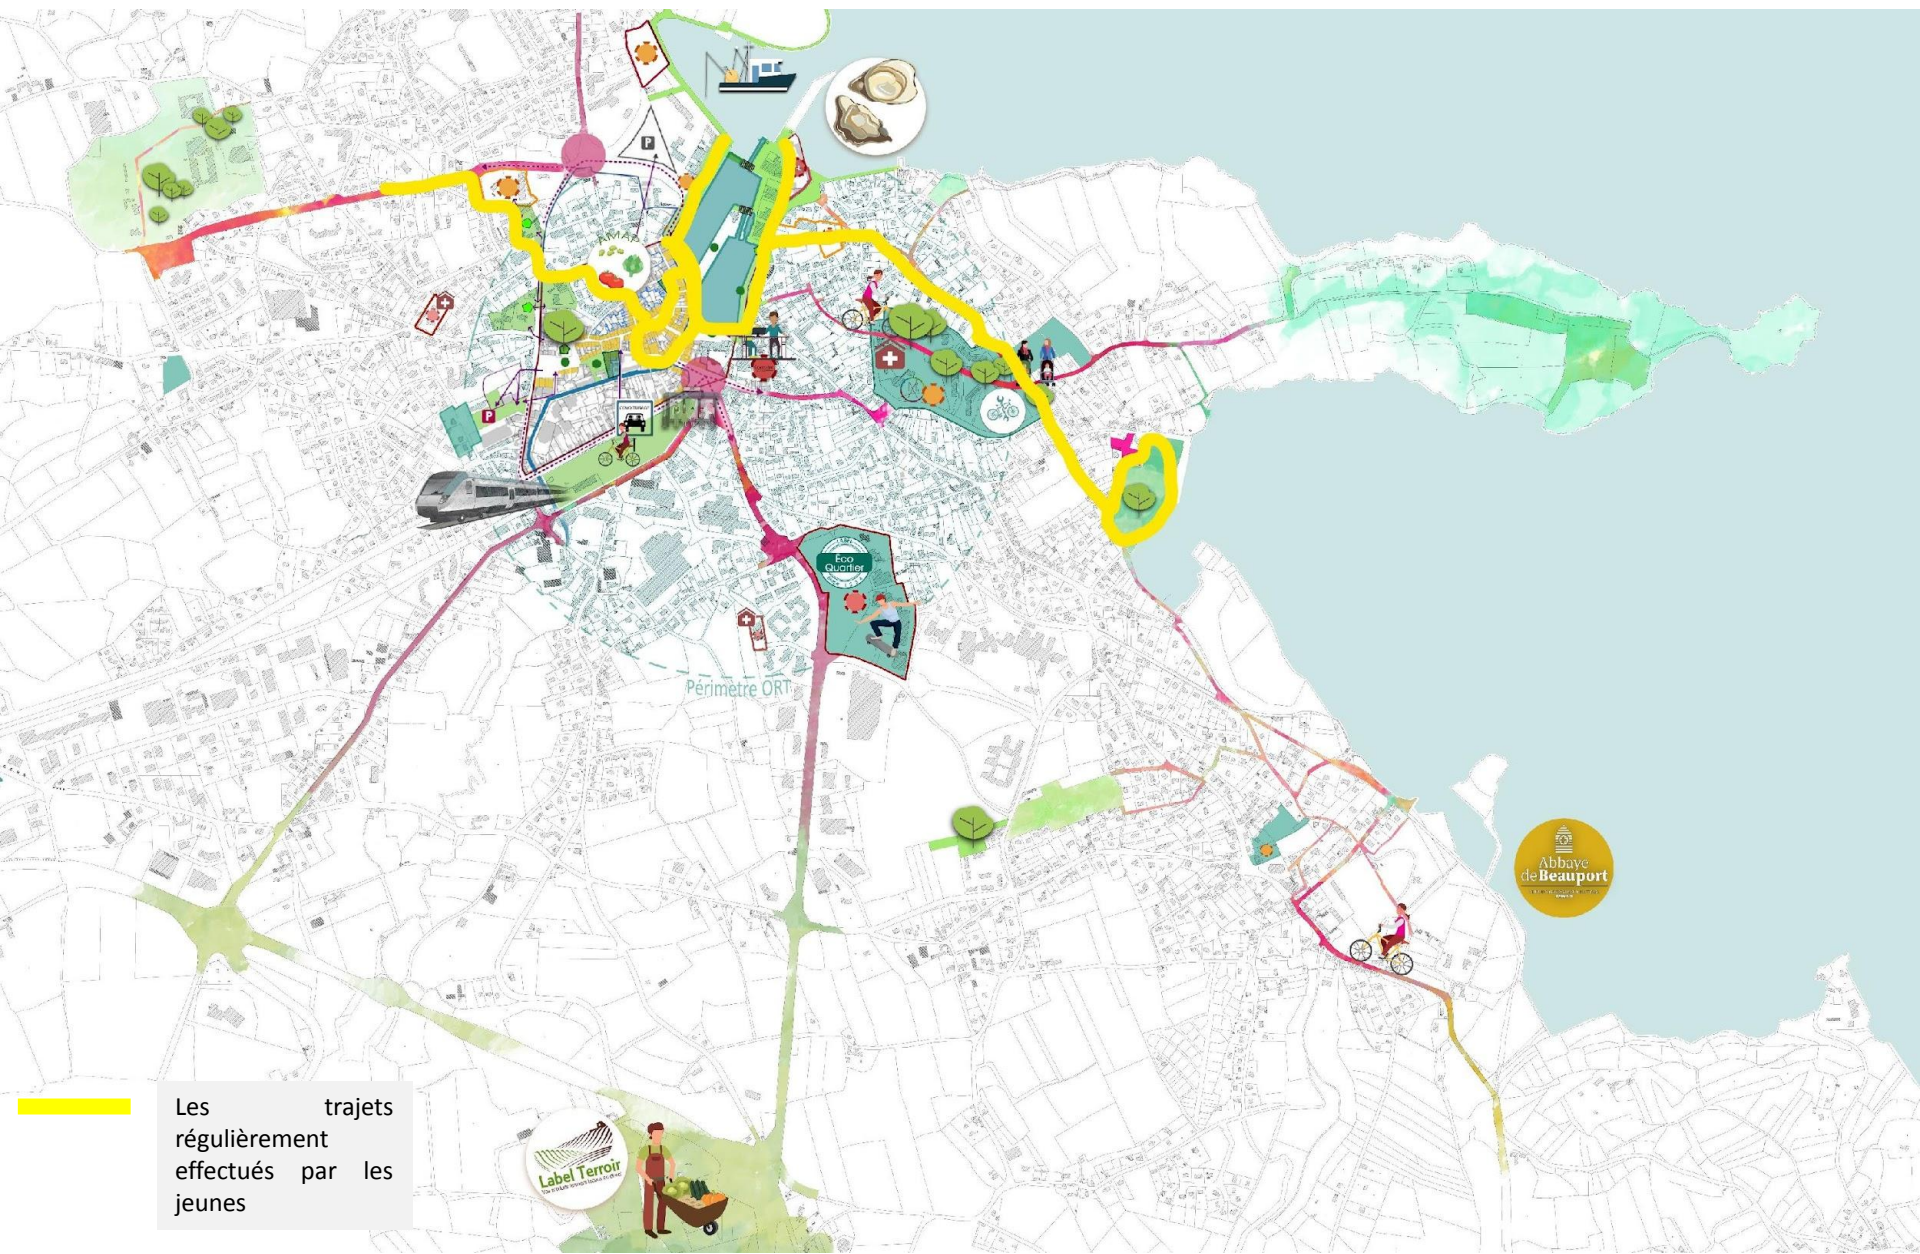 P
AMAP
P
Eco
Quartier
Périmètre ORT
Abbaye
de Beauport
Label Terroir
Les trajets
régulièrement
effectués par les
jeunes